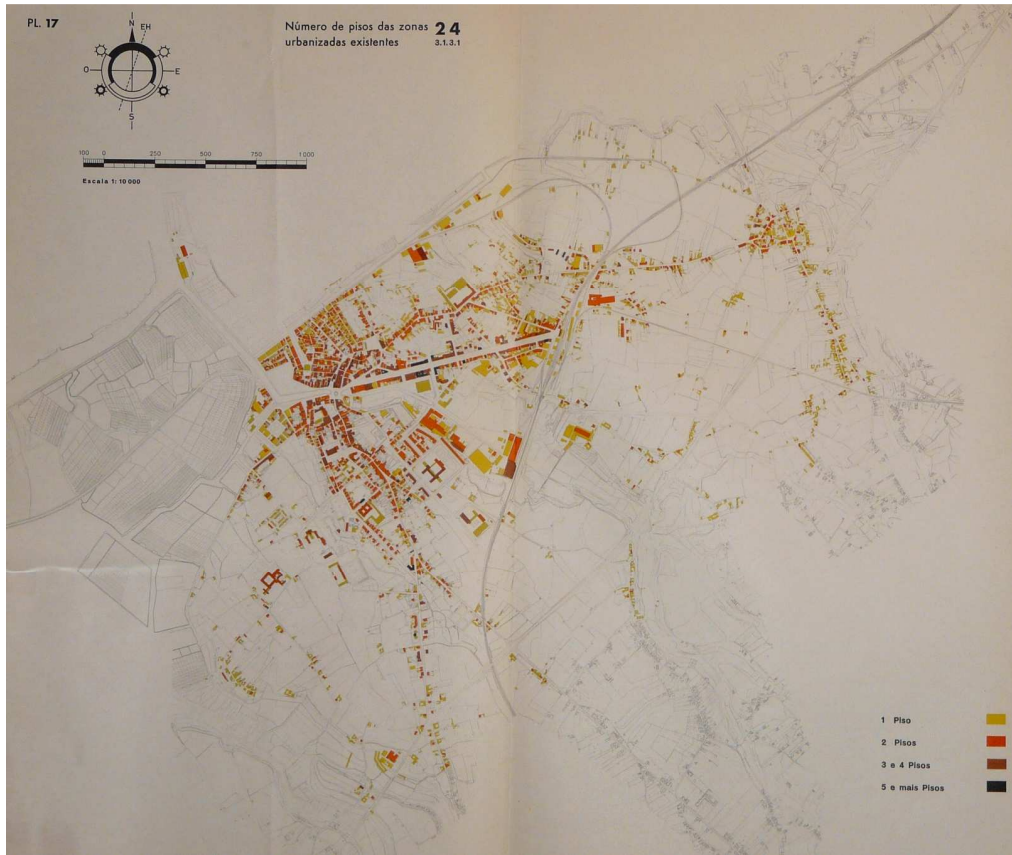 PL. 17
N
EH
O
E
S
Número de pisos das zonas
urbanizadas existentes
24
3.1.3.1
100 0 250 500 750 1 000
Escala 1: 10 000
1 Piso
2 Pisos
3 e 4 Pisos
5 e mais Pisos